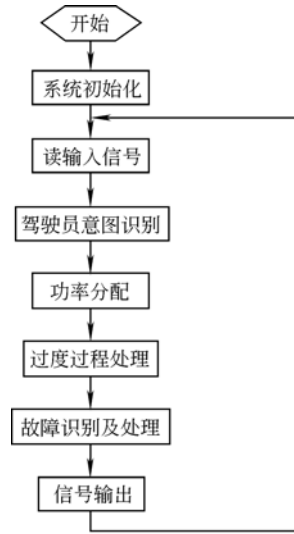 开始
系统初始化
读输入信号
驾驶员意图识别
功率分配
过度过程处理
故障识别及处理
信号输出